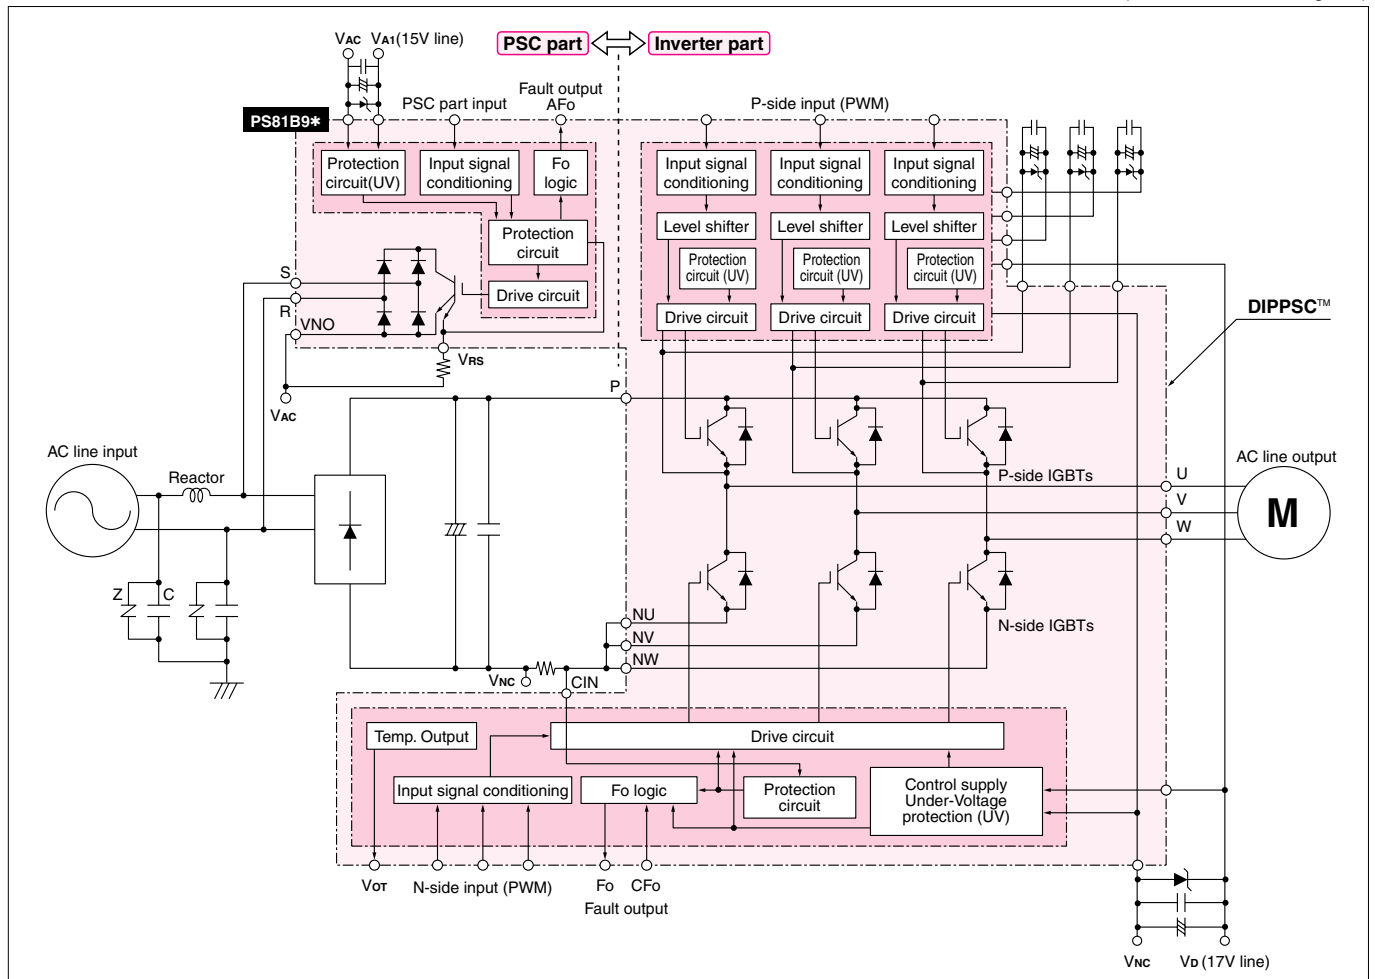 VAC VA1 (15V line)
PSC part
Inverter part
Fault output
AFo
PSC part input
P-side input (PWM)
PS81B9*
Protection
circuit(UV)
Input signal
conditioning
Fo
logic
Input signal
conditioning
Input signal
conditioning
Input signal
conditioning
Protection
circuit
Level shifter
Level shifter
Level shifter
Protection
circuit (UV)
Protection
circuit (UV)
Protection
circuit (UV)
S
R
Drive circuit
Drive circuit
Drive circuit
Drive circuit
DIPPSC™
VNO
VRS
P
VAC
AC line input
Reactor
P-side IGBTs
U
V
W
AC line output
M
Z
C
NU
NV
NW
N-side IGBTs
VNC
CIN
Temp. Output
Drive circuit
Input signal conditioning
Fo logic
Protection
circuit
Control supply
Under-Voltage
protection (UV)
VOT
N-side input (PWM)
Fo
CFo
Fault output
VNC
VD (17V line)